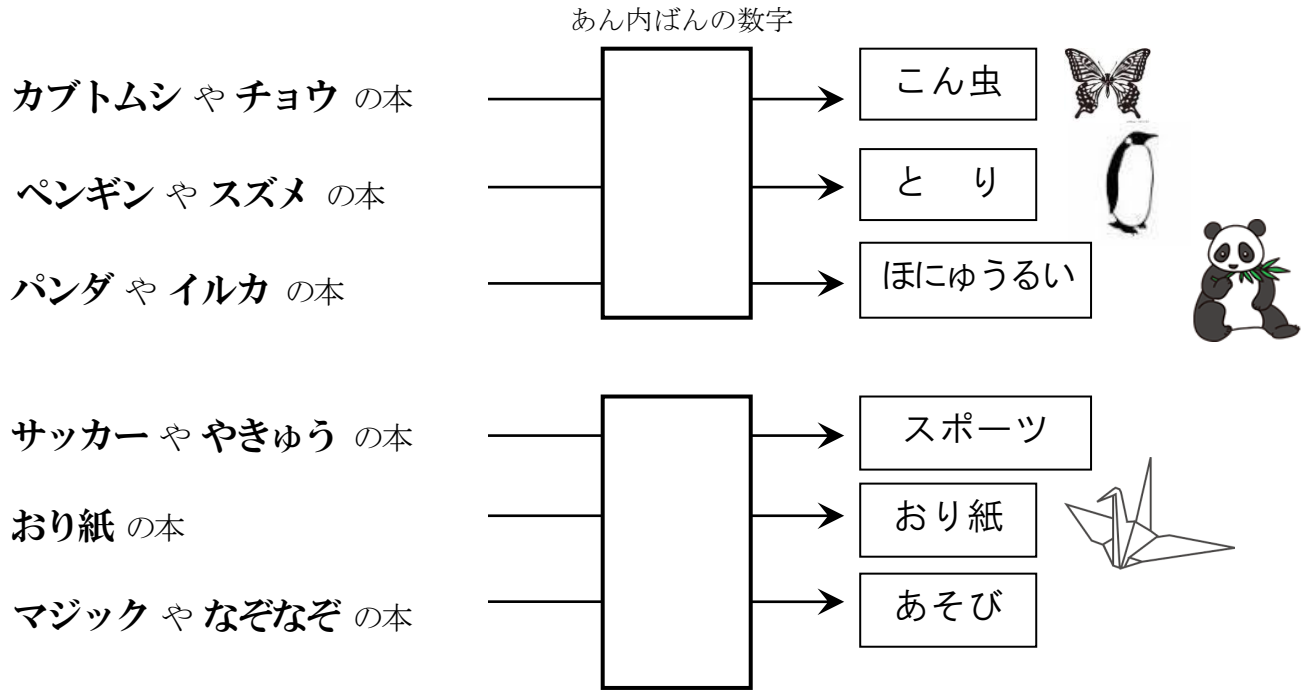 あん内ばんの数字
カブトムシ や チョウ の本 こん虫
ペンギン や スズメ の本 と り
パンダ や イルカ の本 ほにゅうるい
サッカー や やきゅう の本 スポーツ
おり紙 の本 おり紙
マジック や なぞなぞ の本 あそび